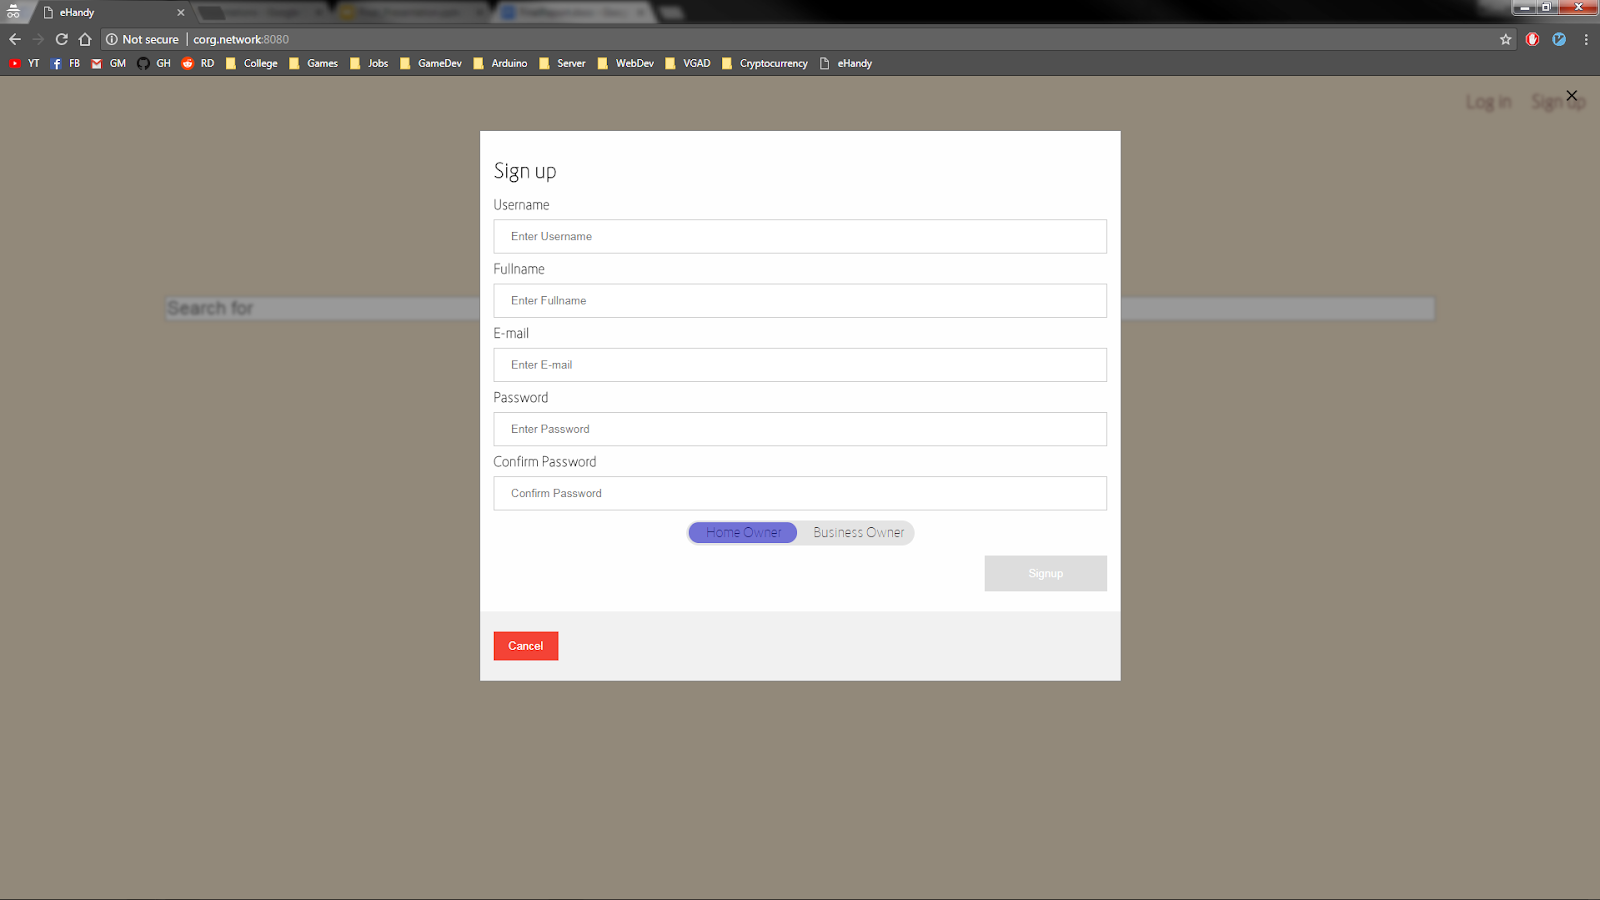 eHandy
Not secure | corg.network:8080
YT FB GM GH RD College Games Jobs GameDev Arduino Server WebDev VGAD Cryptocurrency eHandy
Log in Sign up
Sign up
Username
Enter Username
Fullname
Enter Fullname
Search for
E-mail
Enter E-mail
Password
Enter Password
Confirm Password
Confirm Password
Home Owner Business Owner
Signup
Cancel